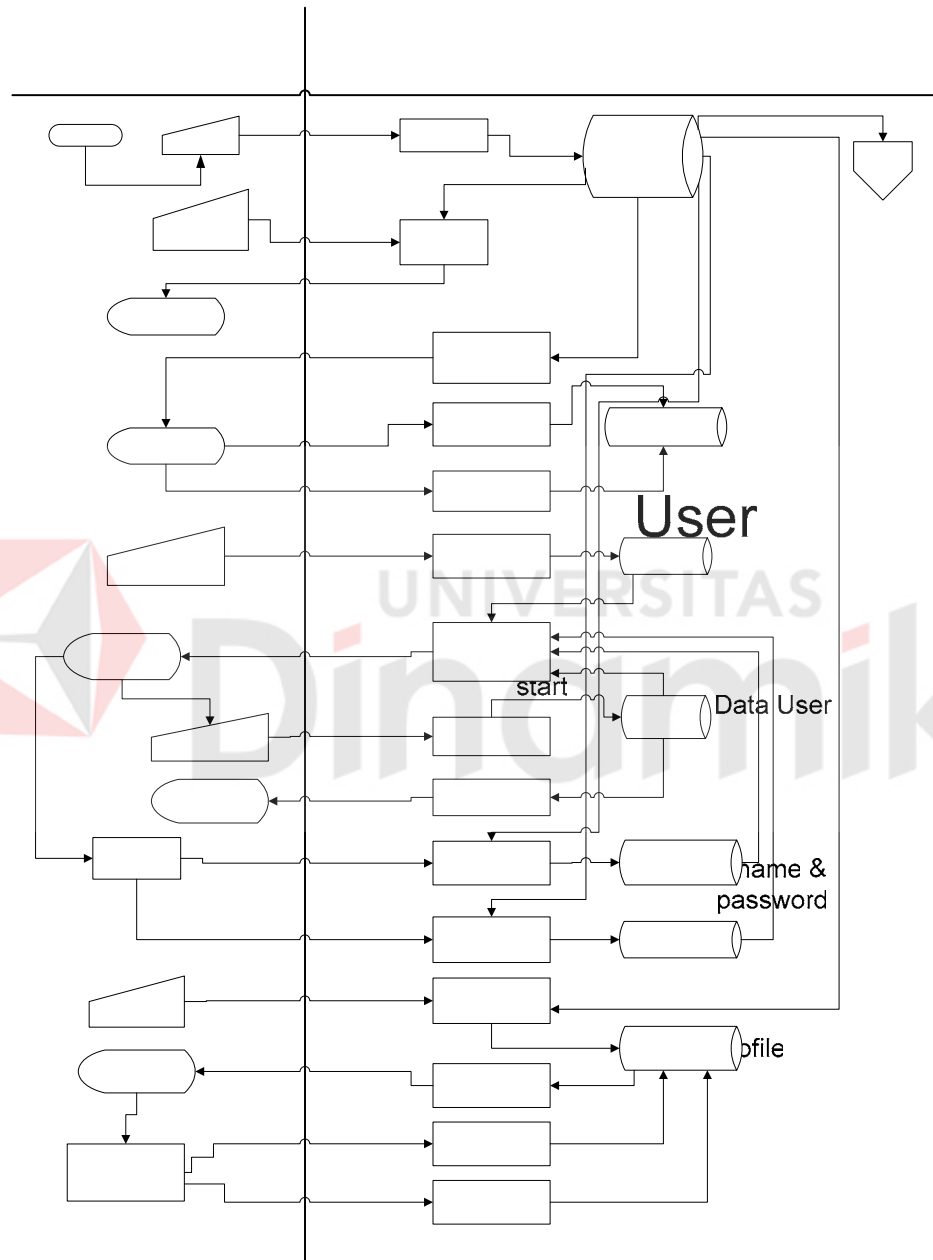 User
UNIVERSITAS
Dinamik
start
Data User
name &
password
ofile